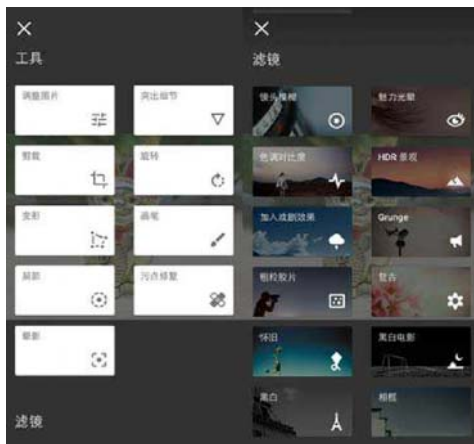 工具
调整图片
突出细节
剪裁
旋转
变形
画笔
局部
污点修复
晕影
滤镜
滤镜
镜头模糊
魅力光晕
色调对比度
HDR 景观
加入戏剧效果
Grunge
粗粒胶片
复古
怀旧
黑白电影
黑白
相框